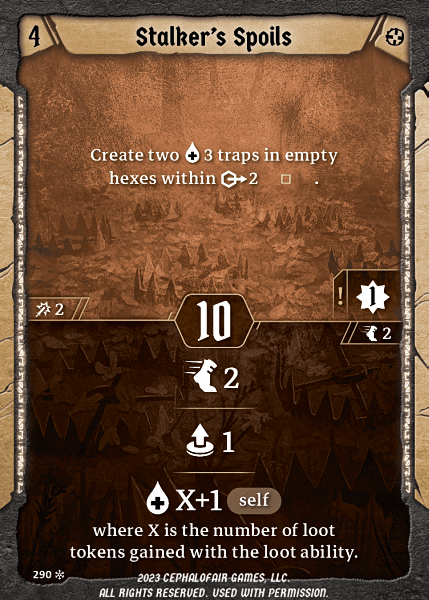 4
Stalker's Spoils
Create two 3 traps in empty
hexes within 2 .
! 1
2
10
2
2
1
X+1 self
where X is the number of loot
tokens gained with the loot ability.
290
2023 CEPHALOFAIR GAMES, LLC.
ALL RIGHTS RESERVED. USED WITH PERMISSION.